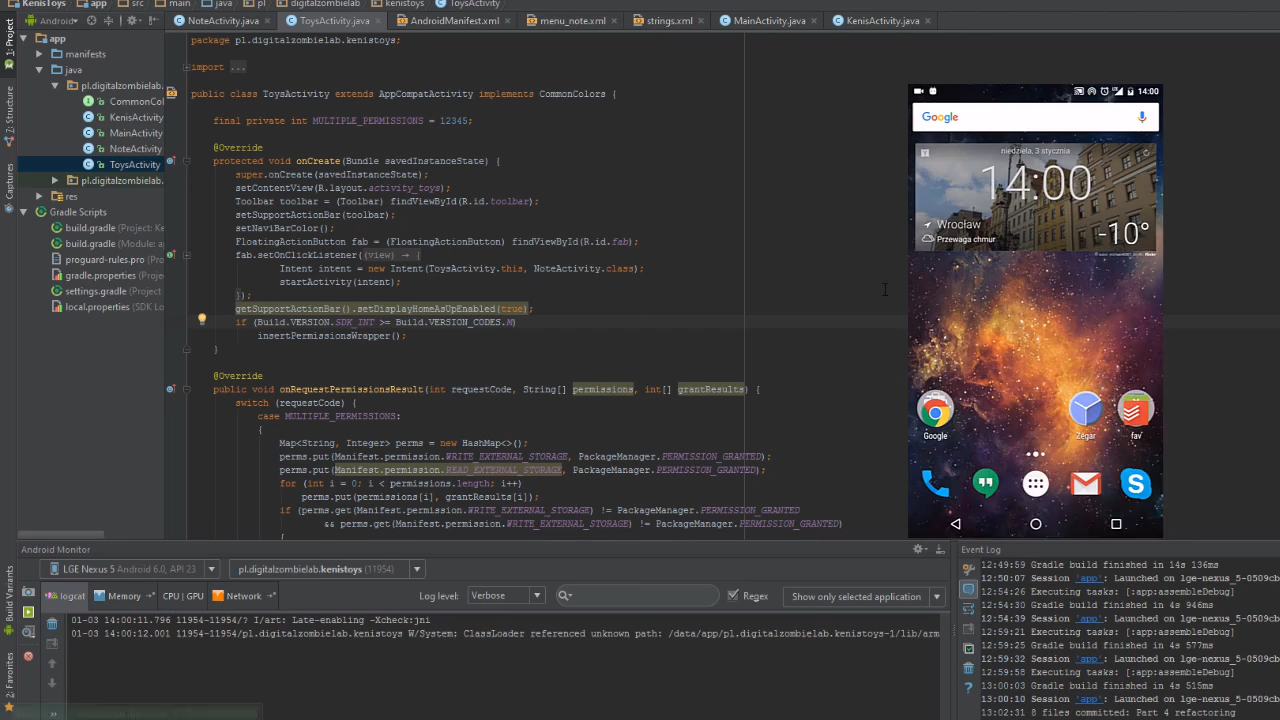 KenisToys app src main java pl digitalzombielab kenistoys ToysActivity
Android
NoteActivity.java ToysActivity.java AndroidManifest.xml menu_note.xml strings.xml MainActivity.java KenisActivity.java
1: Project
Z: Structure
Captures
Build Variants
2: Favorites
app
manifests
java
pl.digitalzombielab.
CommonCol
KenisActivity
MainActivity
NoteActivity
ToysActivity
pl.digitalzombielab.
res
Gradle Scripts
build.gradle (Project: Ke
build.gradle (Module: a
proguard-rules.pro
gradle.properties
settings.gradle
local.properties (SDK L
package pl.digitalzombielab.kenistoys;
import ...
public class ToysActivity extends AppCompatActivity implements CommonColors {
final private int MULTIPLE_PERMISSIONS = 12345;
@Override
protected void onCreate(Bundle savedInstanceState) {
super.onCreate(savedInstanceState);
setContentView(R.layout.activity_toys);
Toolbar toolbar = (Toolbar) findViewById(R.id.toolbar);
setSupportActionBar(toolbar);
setNaviBarColor();
FloatingActionButton fab = (FloatingActionButton) findViewById(R.id.fab);
fab.setOnClickListener((view) → {
Intent intent = new Intent(ToysActivity.this, NoteActivity.class);
startActivity(intent);
});
getSupportActionBar().setDisplayHomeAsUpEnabled(true);
if (Build.VERSION.SDK_INT >= Build.VERSION_CODES.M)
insertPermissionsWrapper();
}
@Override
public void onRequestPermissionsResult(int requestCode, String[] permissions, int[] grantResults) {
switch (requestCode) {
case MULTIPLE_PERMISSIONS:
{
Map<String, Integer> perms = new HashMap<>();
perms.put(Manifest.permission.WRITE_EXTERNAL_STORAGE, PackageManager.PERMISSION_GRANTED);
perms.put(Manifest.permission.READ_EXTERNAL_STORAGE, PackageManager.PERMISSION_GRANTED);
for (int i = 0; i < permissions.length; i++)
perms.put(permissions[i], grantResults[i]);
if (perms.get(Manifest.permission.WRITE_EXTERNAL_STORAGE) != PackageManager.PERMISSION_GRANTED
&& perms.get(Manifest.permission.WRITE_EXTERNAL_STORAGE) != PackageManager.PERMISSION_GRANTED)
{
14:00
Google
niedziela, 3 stycznia
14:00
Wrocław
Przewaga chmur
-10°
Google Zegar fav
Android Monitor
LGE Nexus 5 Android 6.0, API 23 pl.digitalzombielab.kenistoys (11954)
logcat Memory CPU | GPU Network Log level: Verbose Regex Show only selected application
01-03 14:00:11.796 11954-11954/? I/art: Late-enabling -Xcheck:jni
01-03 14:00:12.001 11954-11954/pl.digitalzombielab.kenistoys W/System: ClassLoader referenced unknown path: /data/app/pl.digitalzombielab.kenistoys-1/lib/arm
Event Log
12:49:59 Gradle build finished in 14s 136ms
12:50:07 Session 'app': Launched on lge-nexus_5-0509cb
12:54:26 Executing tasks: [:app:assembleDebug]
12:54:30 Gradle build finished in 4s 946ms
12:54:39 Session 'app': Launched on lge-nexus_5-0509cb
12:59:21 Executing tasks: [:app:assembleDebug]
12:59:25 Gradle build finished in 4s 577ms
12:59:32 Session 'app': Launched on lge-nexus_5-0509cb
12:59:58 Executing tasks: [:app:assembleDebug]
13:00:03 Gradle build finished in 4s 515ms
13:00:10 Session 'app': Launched on lge-nexus_5-0509cb
13:02:31 8 files committed: Part 4 refactoring